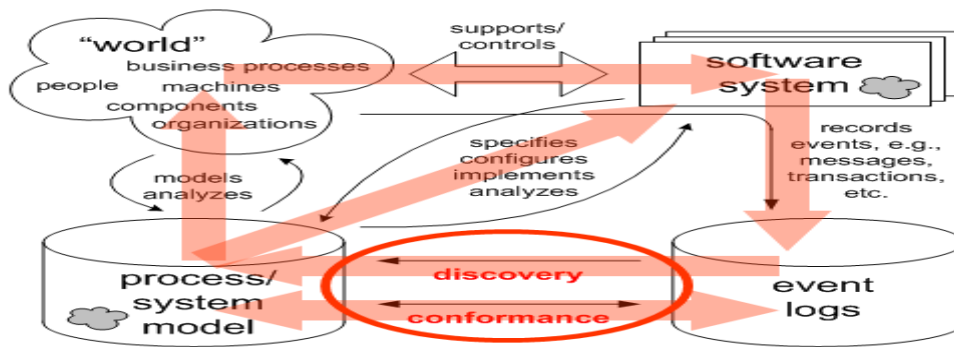 “world”
business processes
people machines
components
organizations
supports/
controls
software
system
models
analyzes
specifies
configures
implements
analyzes
records
events, e.g.,
messages,
transactions,
etc.
process/
system
model
discovery
conformance
event
logs